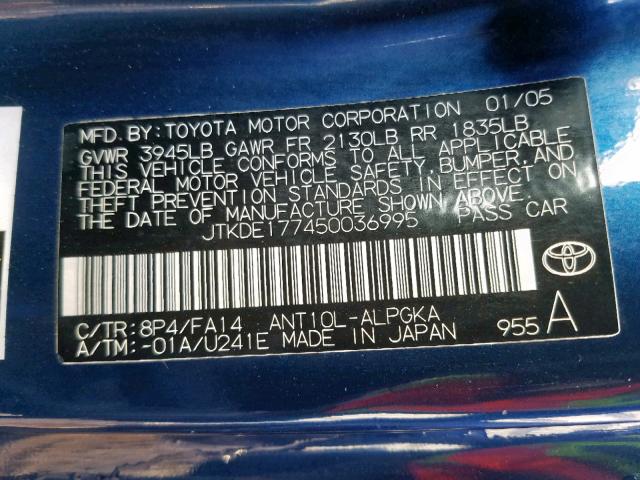 MFD. BY: TOYOTA MOTOR CORPORATION 01/05
GVWR 3945LB GAWR FR 2130LB RR 1835LB
THIS VEHICLE CONFORMS TO ALL APPLICABLE
FEDERAL MOTOR VEHICLE SAFETY, BUMPER, AND
THEFT PREVENTION STANDARDS IN EFFECT ON
THE DATE OF MANUFACTURE SHOWN ABOVE.
JTKDE177450036995 PASS CAR
C/TR: 8P4/FA14 ANT10L-ALPGKA
A/TM: -01A/U241E MADE IN JAPAN 955 A